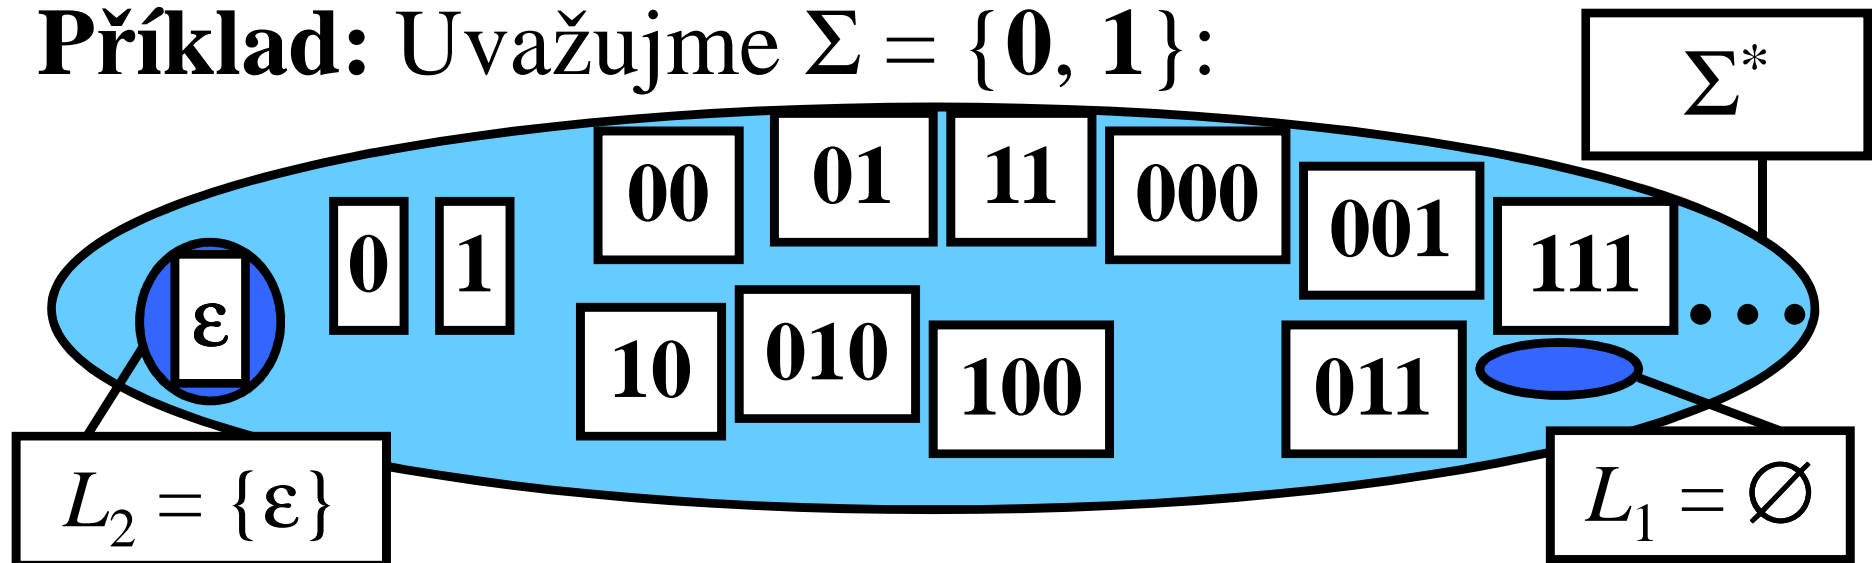 Příklad: Uvažujme Σ = {0, 1}:
Σ*
00 01 11 000 001 111
ε 0 1
10 010 100 011
• • •
L₂ = {ε}
L₁ = ∅